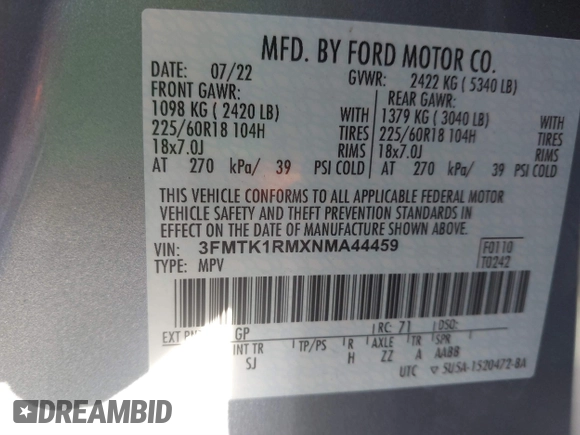 MFD. BY FORD MOTOR CO.
DATE: 07/22 GVWR: 2422 KG ( 5340 LB)
FRONT GAWR: REAR GAWR:
1098 KG ( 2420 LB) WITH 1379 KG ( 3040 LB) WITH
225/60R18 104H TIRES 225/60R18 104H TIRES
18x7.0J RIMS 18x7.0J RIMS
AT 270 kPa/ 39 PSI COLD AT 270 kPa/ 39 PSI COLD
THIS VEHICLE CONFORMS TO ALL APPLICABLE FEDERAL MOTOR
VEHICLE SAFETY AND THEFT PREVENTION STANDARDS IN
EFFECT ON THE DATE OF MANUFACTURE SHOWN ABOVE.
VIN: 3FMTK1RMXNMA44459 F0110
TYPE: MPV T0242
EXT GP RC: 71 DSO:
INT TR TP/PS R AXLE TR SPR
SJ H ZZ A AABB
UTC ▽ 5U5A-1520472-BA
DREAMBID